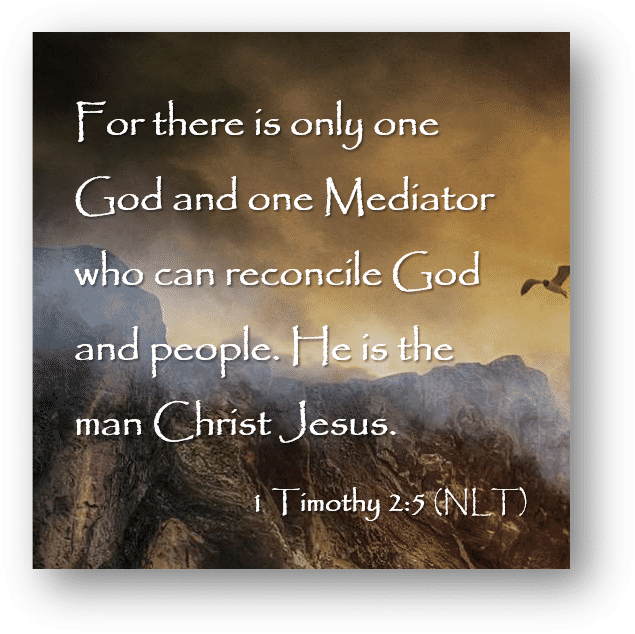 For there is only one
God and one Mediator
who can reconcile God
and people. He is the
man Christ Jesus.
1 Timothy 2:5 (NLT)